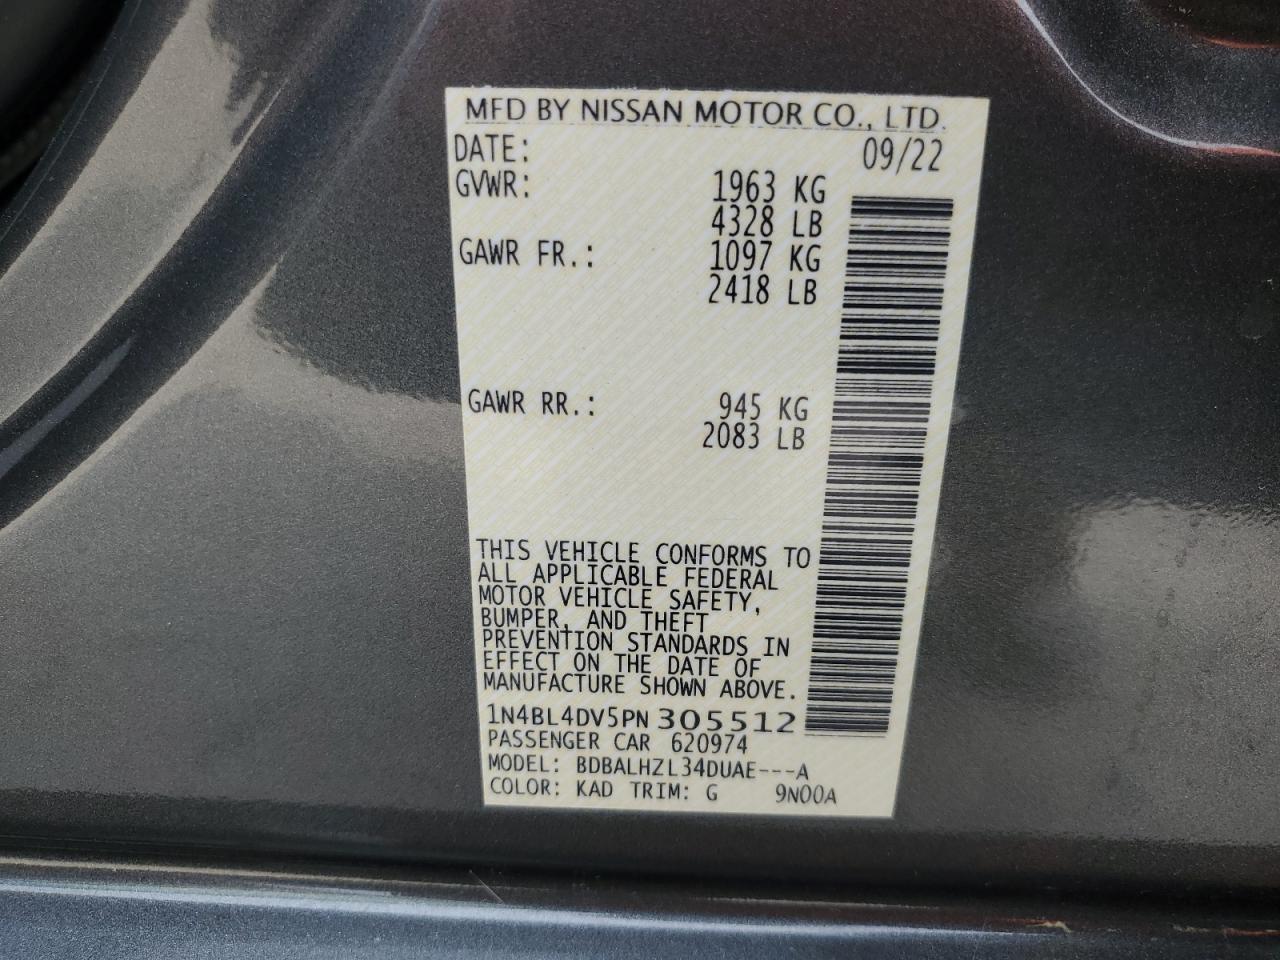 MFD BY NISSAN MOTOR CO., LTD.
DATE: 09/22
GVWR: 1963 KG
4328 LB
GAWR FR.: 1097 KG
2418 LB
GAWR RR.: 945 KG
2083 LB
THIS VEHICLE CONFORMS TO
ALL APPLICABLE FEDERAL
MOTOR VEHICLE SAFETY,
BUMPER, AND THEFT
PREVENTION STANDARDS IN
EFFECT ON THE DATE OF
MANUFACTURE SHOWN ABOVE.
1N4BL4DV5PN 305512
PASSENGER CAR 620974
MODEL: BDBALHZL34DUAE---A
COLOR: KAD TRIM: G 9N00A